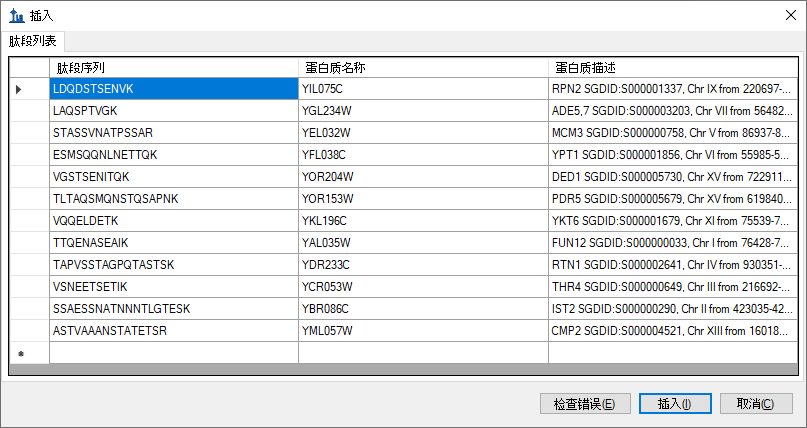 插入
肽段列表
肽段序列 蛋白质名称 蛋白质描述
LDQDSTSENVK YIL075C RPN2 SGDID:S000001337, Chr IX from 220697-...
LAQSPTVGK YGL234W ADE5,7 SGDID:S000003203, Chr VII from 56482...
STASSVNATPSSAR YEL032W MCM3 SGDID:S000000758, Chr V from 86937-8...
ESMSQQNLNETTQK YFL038C YPT1 SGDID:S000001856, Chr VI from 55985-5...
VGSTSENITQK YOR204W DED1 SGDID:S000005730, Chr XV from 722911...
TLTAQSMQNSTQSAPNK YOR153W PDR5 SGDID:S000005679, Chr XV from 619840...
VQQELDETK YKL196C YKT6 SGDID:S000001679, Chr XI from 75539-7...
TTQENASEAIK YAL035W FUN12 SGDID:S000000033, Chr I from 76428-7...
TAPVSSTAGPQTASTSK YDR233C RTN1 SGDID:S000002641, Chr IV from 930351-...
VSNEETSETIK YCR053W THR4 SGDID:S000000649, Chr III from 216692-...
SSAESSNATNNNTLGTESK YBR086C IST2 SGDID:S000000290, Chr II from 423035-42...
ASTVAAANSTATETSR YML057W CMP2 SGDID:S000004521, Chr XIII from 16018...
检查错误(E) 插入(I) 取消(C)